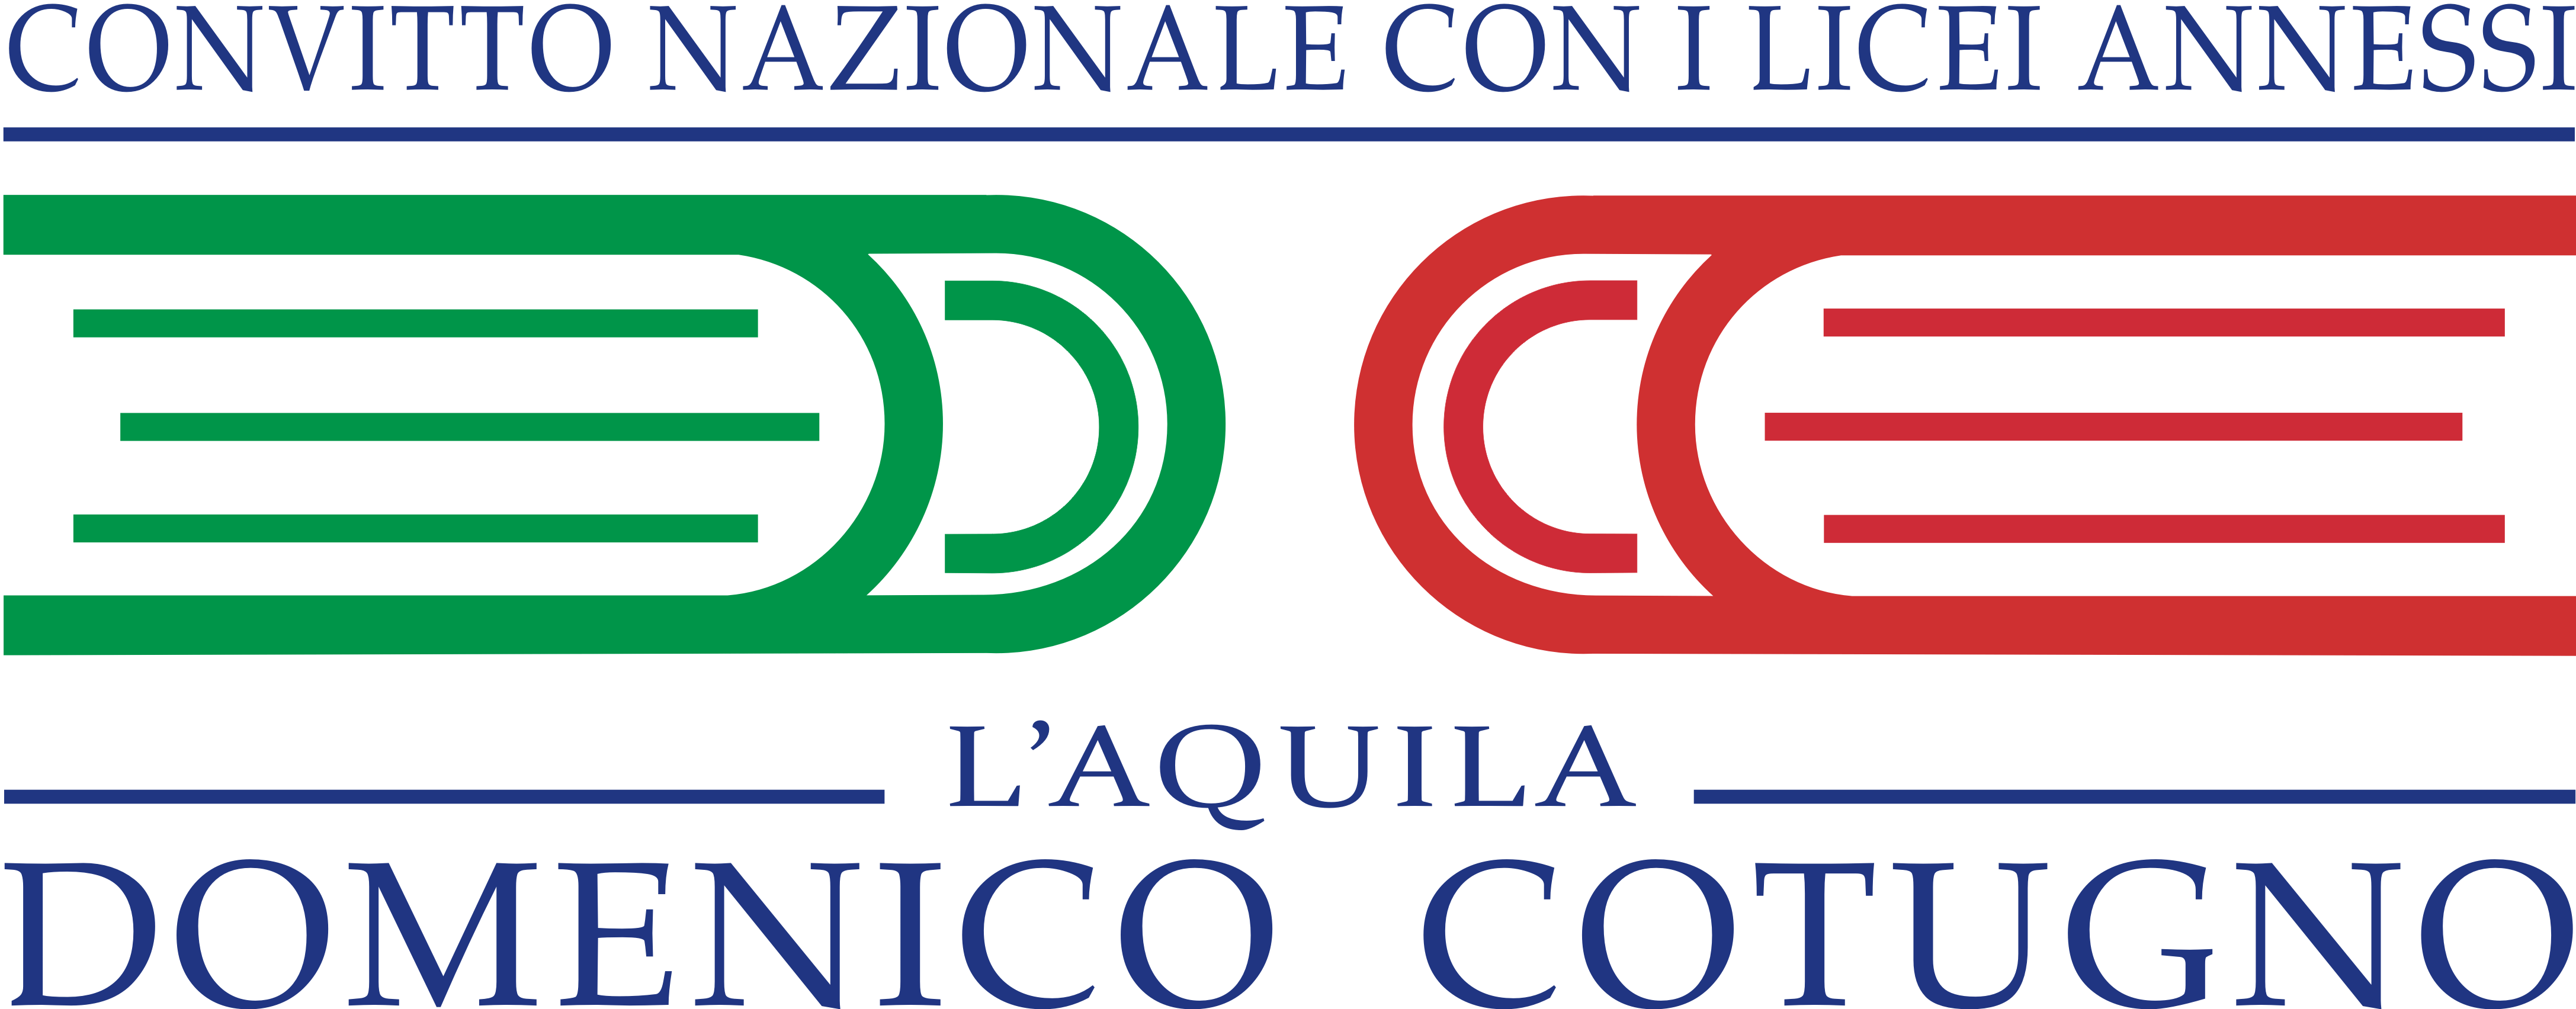 CONVITTO NAZIONALE CON I LICEI ANNESSI
L'AQUILA
DOMENICO COTUGNO